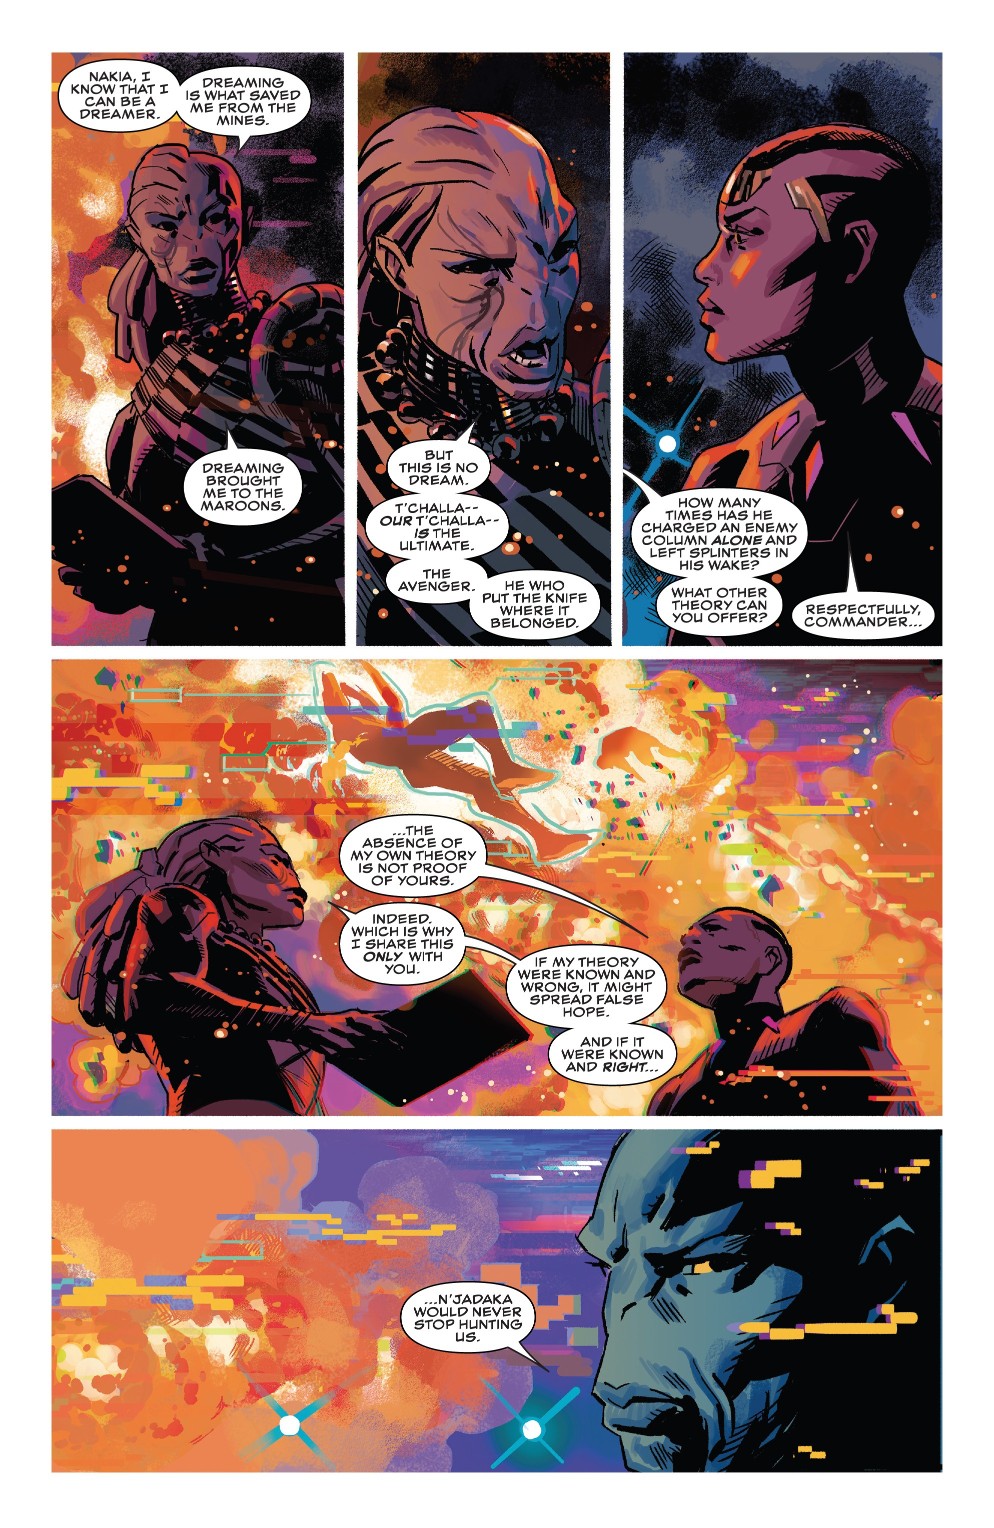 NAKIA, I
KNOW THAT I
CAN BE A
DREAMER.
DREAMING
IS WHAT SAVED
ME FROM THE
MINES.
DREAMING
BROUGHT
ME TO THE
MAROONS.
BUT
THIS IS NO
DREAM.
T'CHALLA--
OUR T'CHALLA--
IS THE
ULTIMATE.
THE
AVENGER.
HE WHO
PUT THE KNIFE
WHERE IT
BELONGED.
HOW MANY
TIMES HAS HE
CHARGED AN ENEMY
COLUMN ALONE AND
LEFT SPLINTERS IN
HIS WAKE?
WHAT OTHER
THEORY CAN
YOU OFFER?
RESPECTFULLY,
COMMANDER...
...THE
ABSENCE OF
MY OWN THEORY
IS NOT PROOF
OF YOURS.
INDEED.
WHICH IS WHY
I SHARE THIS
ONLY WITH
YOU.
IF MY THEORY
WERE KNOWN AND
WRONG, IT MIGHT
SPREAD FALSE
HOPE.
AND IF IT
WERE KNOWN
AND RIGHT...
...N'JADAKA
WOULD NEVER
STOP HUNTING
US.